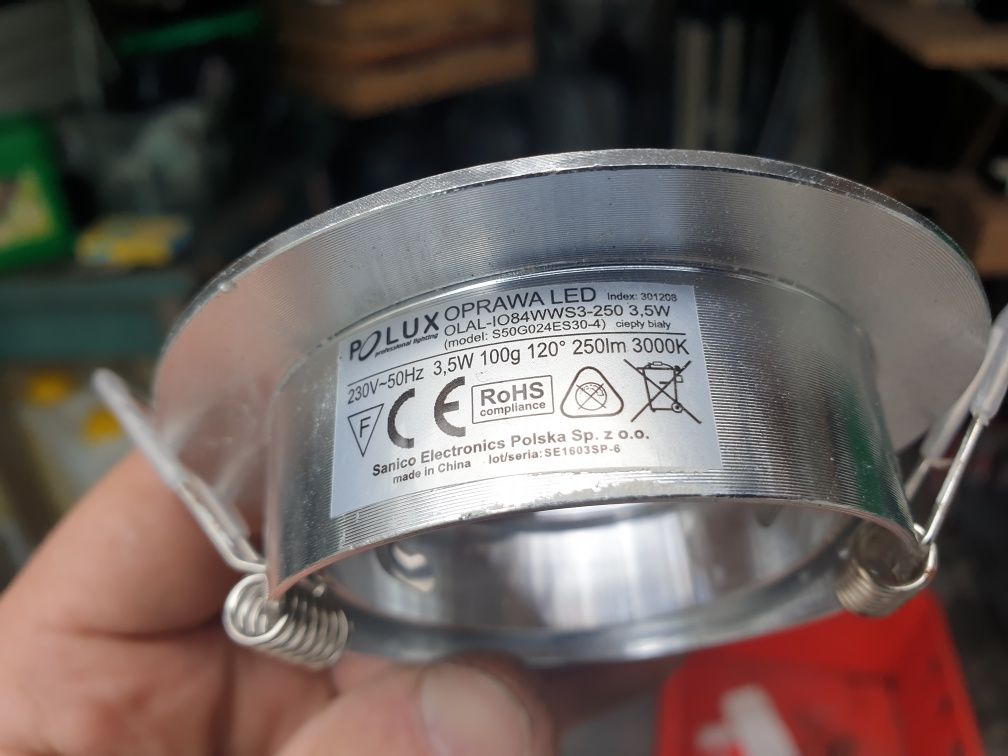 POLUX
professional lighting
OPRAWA LED Index: 301208
OLAL-IO84WWS3-250 3,5W
(model: S50G024ES30-4) ciepły biały
230V~50Hz 3,5W 100g 120° 250lm 3000K
F CE RoHS
compliance
Sanico Electronics Polska Sp. z o.o.
made in China lot/seria: SE1603SP-6